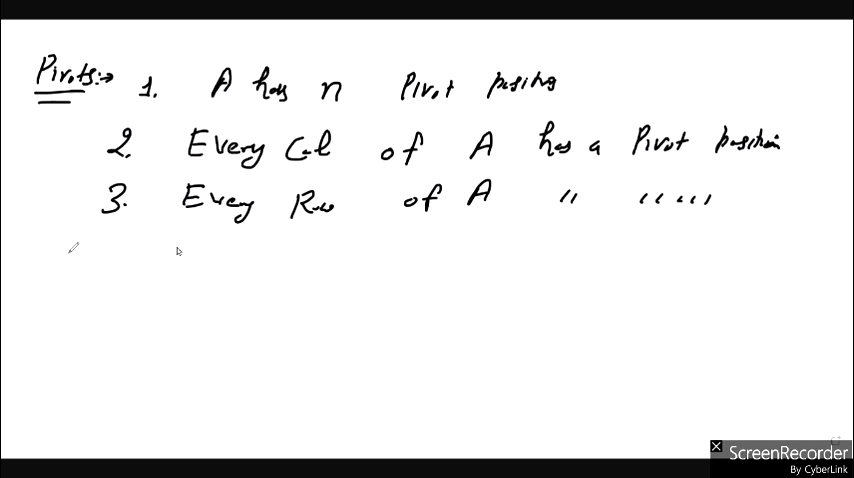 Pivots:→ 1. A has n Pivot position
2. Every Col of A has a Pivot position
3. Every Row of A " " " " "
ScreenRecorder
By CyberLink